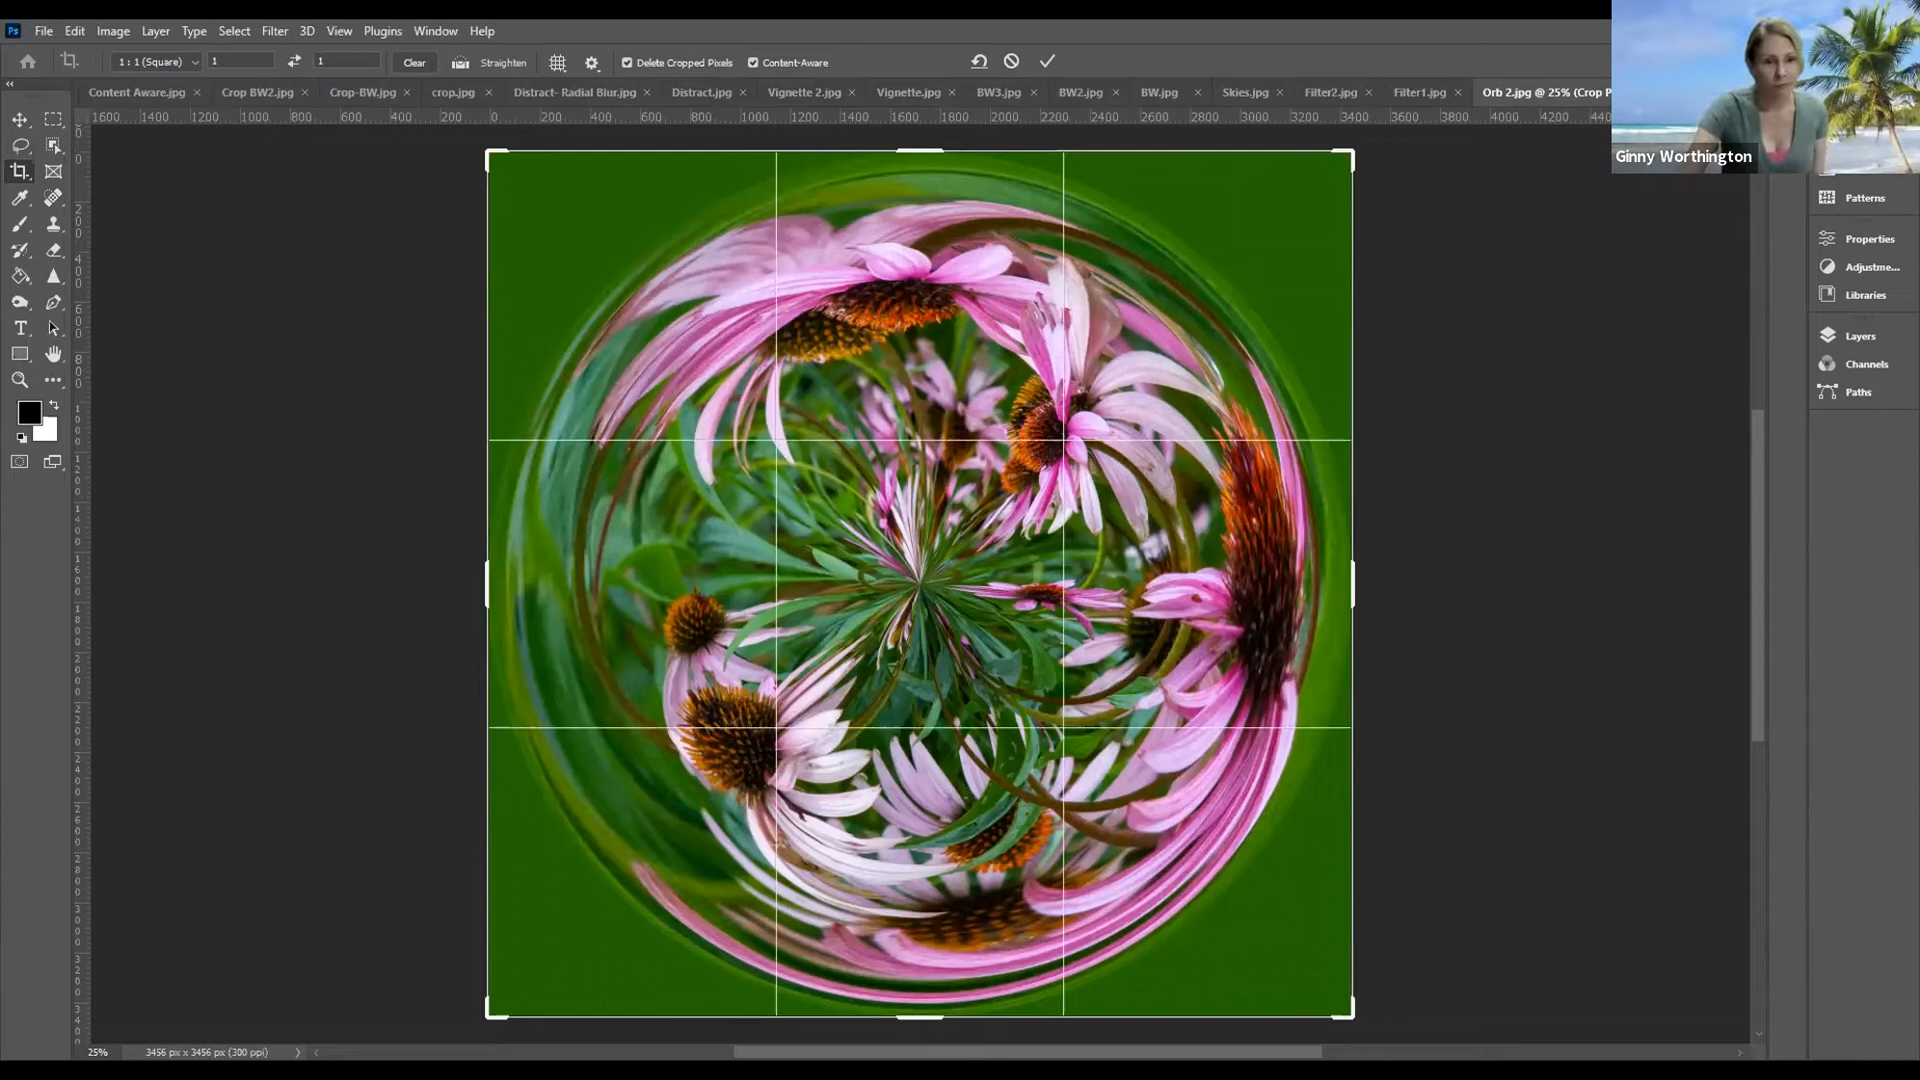 Ps File Edit Image Layer Type Select Filter 3D View Plugins Window Help
1 : 1 (Square) 1 1 Clear Straighten Delete Cropped Pixels Content-Aware
Content Aware.jpg Crop BW2.jpg Crop-BW.jpg crop.jpg Distract- Radial Blur.jpg Distract.jpg Vignette 2.jpg Vignette.jpg BW3.jpg BW2.jpg BW.jpg Skies.jpg Filter2.jpg Filter1.jpg Orb 2.jpg @ 25% (Crop P
1600 1400 1200 1000 800 600 400 200 0 200 400 600 800 1000 1200 1400 1600 1800 2000 2200 2400 2600 2800 3000 3200 3400 3600 3800 4000 4200 44
Ginny Worthington
Patterns
Properties
Adjustme...
Libraries
Layers
Channels
Paths
25% 3456 px x 3456 px (300 ppi)